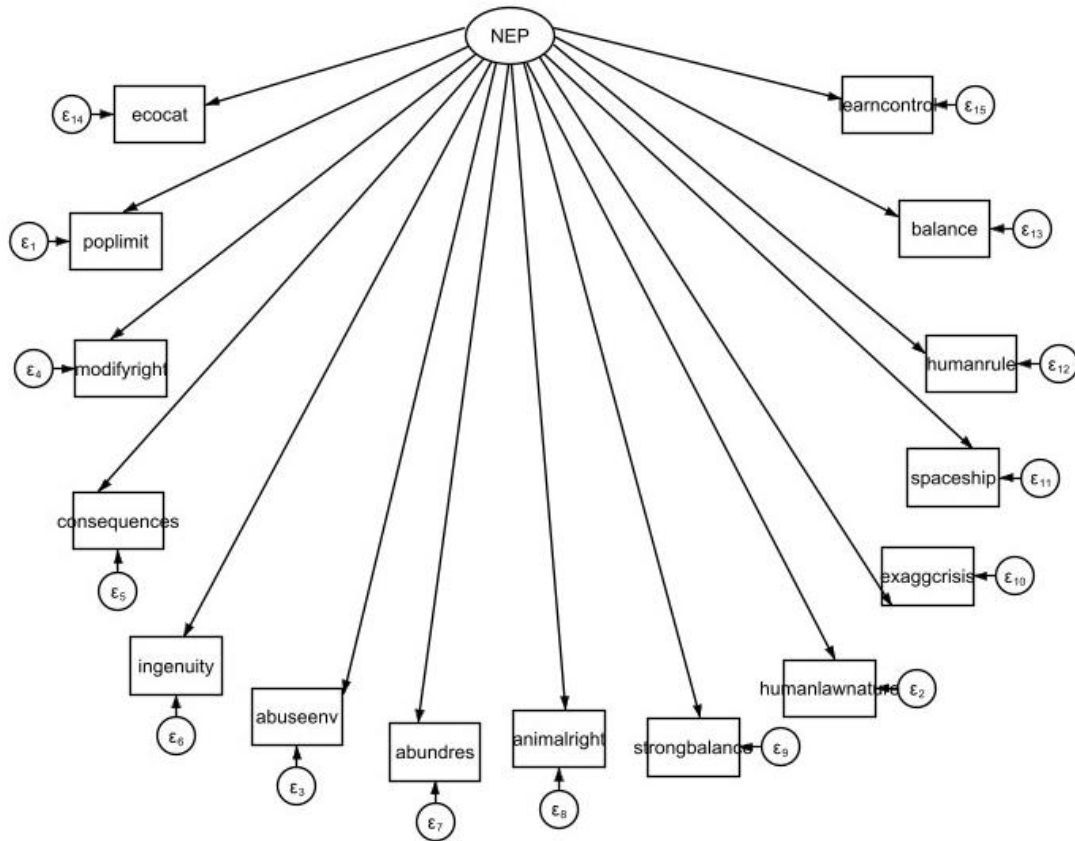 NEP
ε14
ecocat
learncontrol
ε15
ε1
poplimit
balance
ε13
ε4
modifyright
humanrule
ε12
spaceship
ε11
consequences
ε5
exaggcrisis
ε10
ingenuity
ε6
humanlawnature
ε2
abuseenv
ε3
abundres
ε7
animalright
ε8
strongbalance
ε9